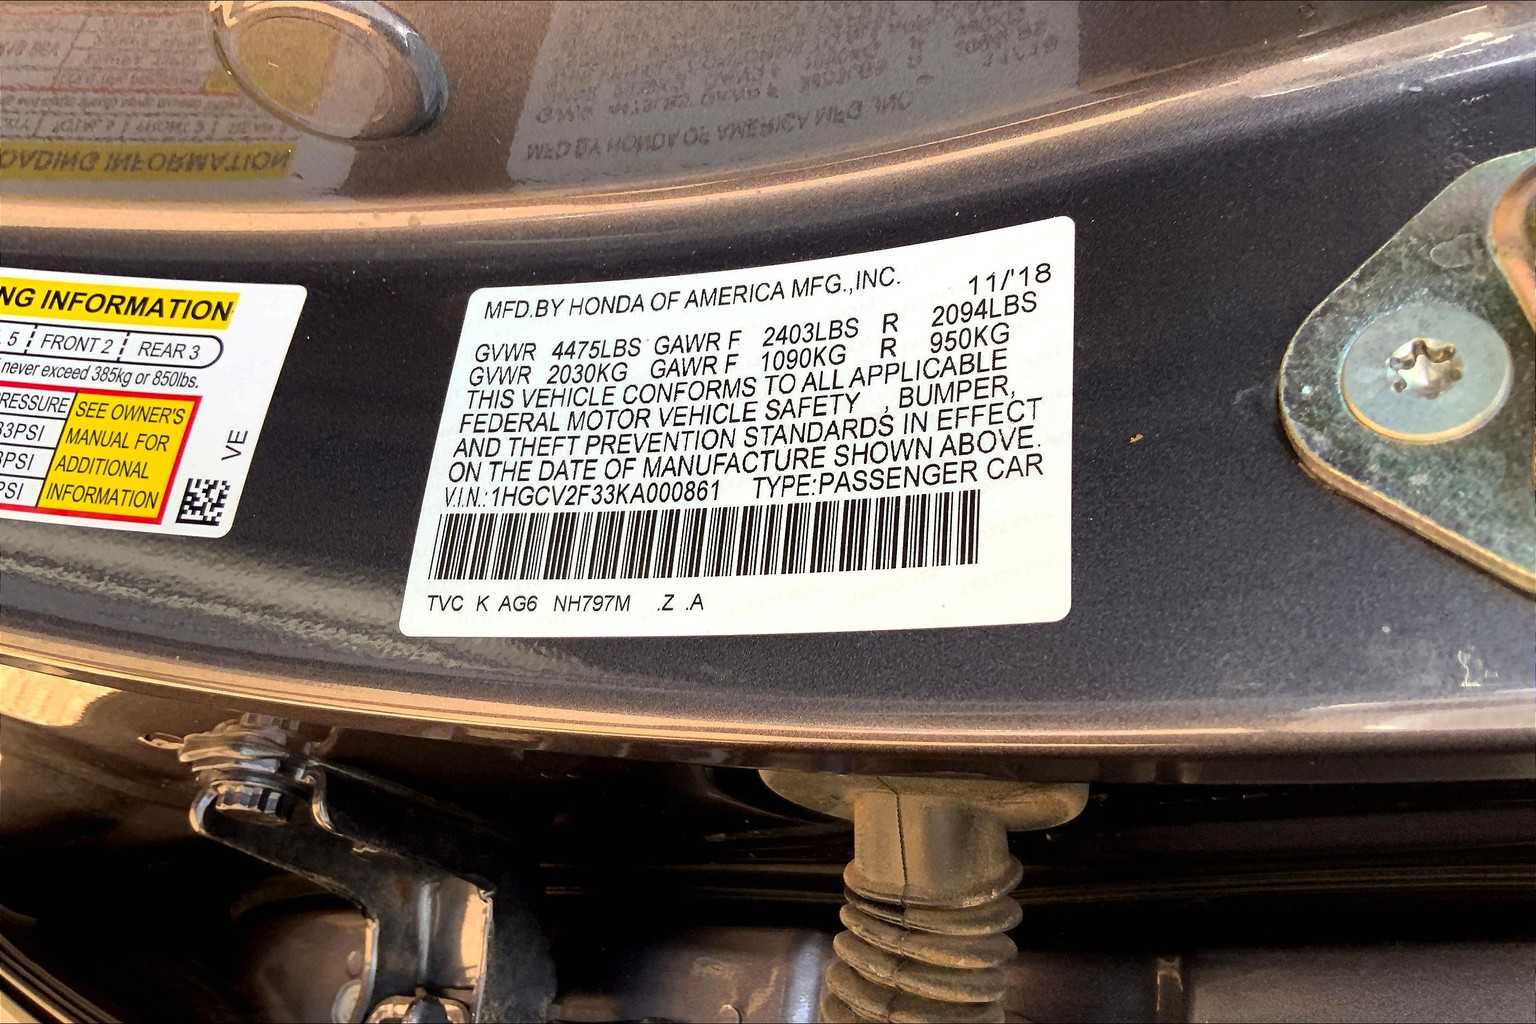 NG INFORMATION
5 FRONT 2 REAR 3
never exceed 385kg or 850lbs.
RESSURE SEE OWNER'S
33PSI MANUAL FOR
PSI ADDITIONAL
PSI INFORMATION
VE
MFD.BY HONDA OF AMERICA MFG.,INC. 11/'18
GVWR 4475LBS GAWR F 2403LBS R 2094LBS
GVWR 2030KG GAWR F 1090KG R 950KG
THIS VEHICLE CONFORMS TO ALL APPLICABLE
FEDERAL MOTOR VEHICLE SAFETY , BUMPER,
AND THEFT PREVENTION STANDARDS IN EFFECT
ON THE DATE OF MANUFACTURE SHOWN ABOVE.
V.I.N.:1HGCV2F33KA000861 TYPE:PASSENGER CAR
TVC K AG6 NH797M .Z .A